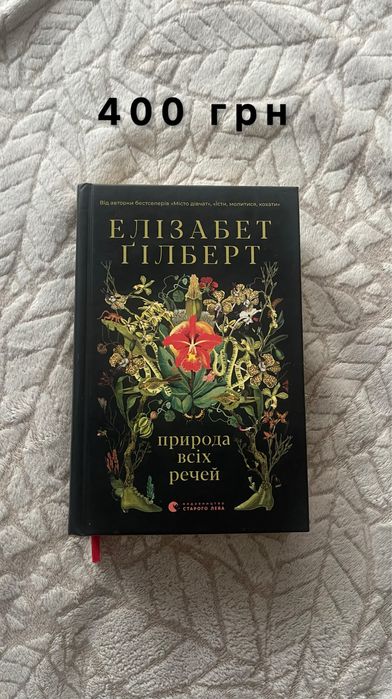 400 грн
Від авторки бестселерів «Місто дівчат», «Їсти, молитися, кохати»
ЕЛІЗАБЕТ
ҐІЛБЕРТ
природа
всіх
речей
ВИДАВНИЦТВО
СТАРОГО ЛЕВА